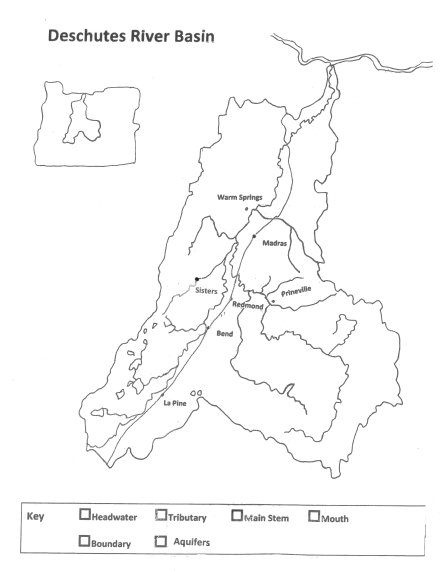 Deschutes River Basin
Warm Springs
Madras
Sisters
Prineville
Redmond
Bend
La Pine
Key
Headwater
Tributary
Main Stem
Mouth
Boundary
Aquifers